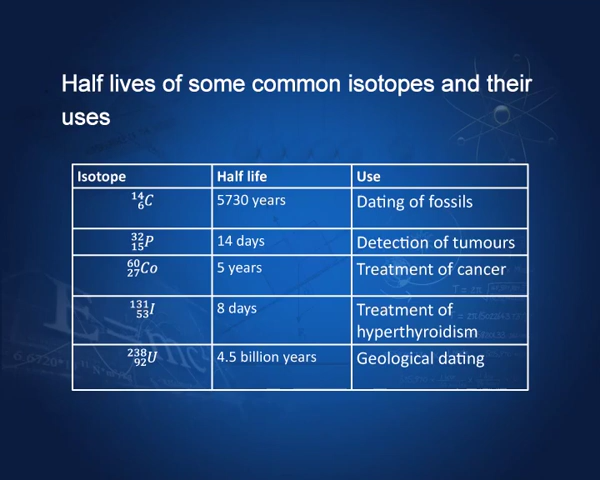 Half lives of some common isotopes and their
uses
Isotope Half life Use
¹⁴₆C 5730 years Dating of fossils
³²₁₅P 14 days Detection of tumours
⁶⁰₂₇Co 5 years Treatment of cancer
¹³¹₅₃I 8 days Treatment of
hyperthyroidism
²³⁸₉₂U 4.5 billion years Geological dating
E=mc²